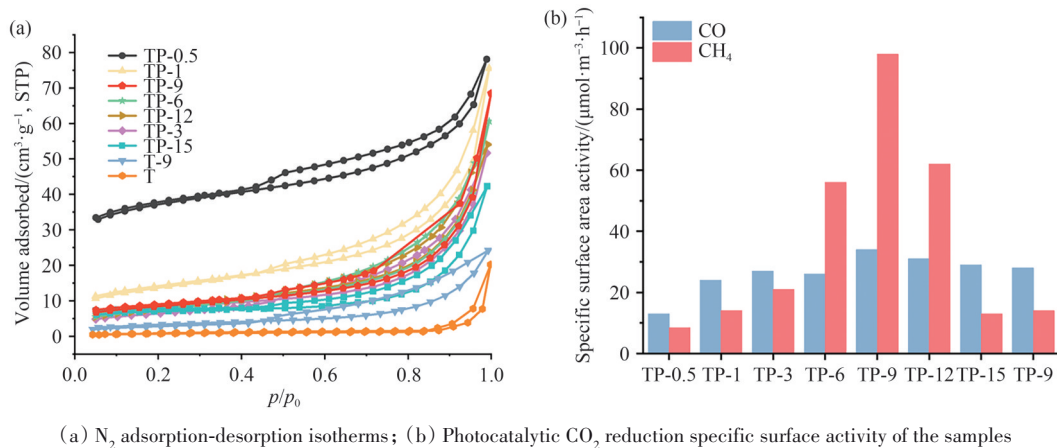 (a)
80
70
60
50
40
30
20
10
0
Volume adsorbed/(cm³·g⁻¹, STP)
TP-0.5
TP-1
TP-9
TP-6
TP-12
TP-3
TP-15
T-9
T
0.0 0.2 0.4 0.6 0.8 1.0
p/p₀
(b)
100
80
60
40
20
0
Specific surface area activity/(μmol·m⁻³·h⁻¹)
CO
CH₄
TP-0.5 TP-1 TP-3 TP-6 TP-9 TP-12 TP-15 TP-9
(a) N₂ adsorption-desorption isotherms; (b) Photocatalytic CO₂ reduction specific surface activity of the samples